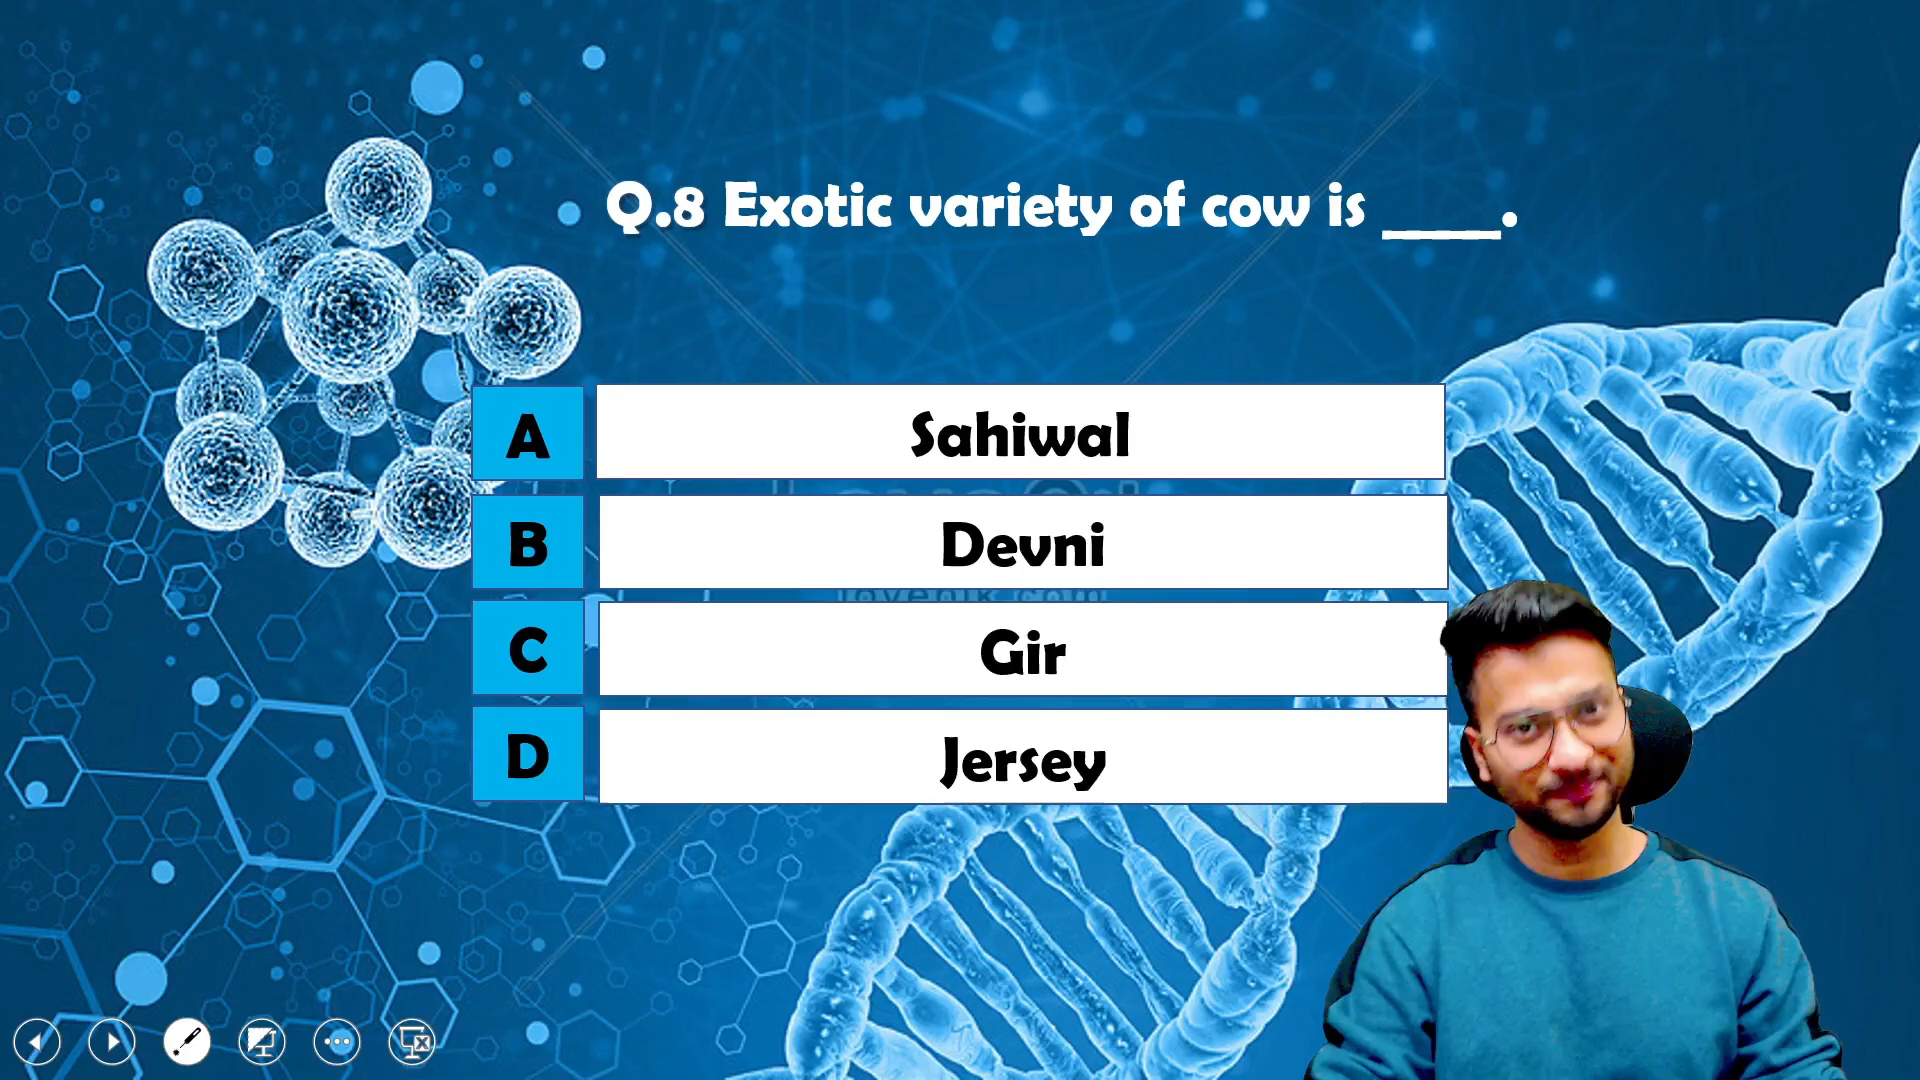 Q.8 Exotic variety of cow is ____.
A Sahiwal
B Devni
C Gir
D Jersey